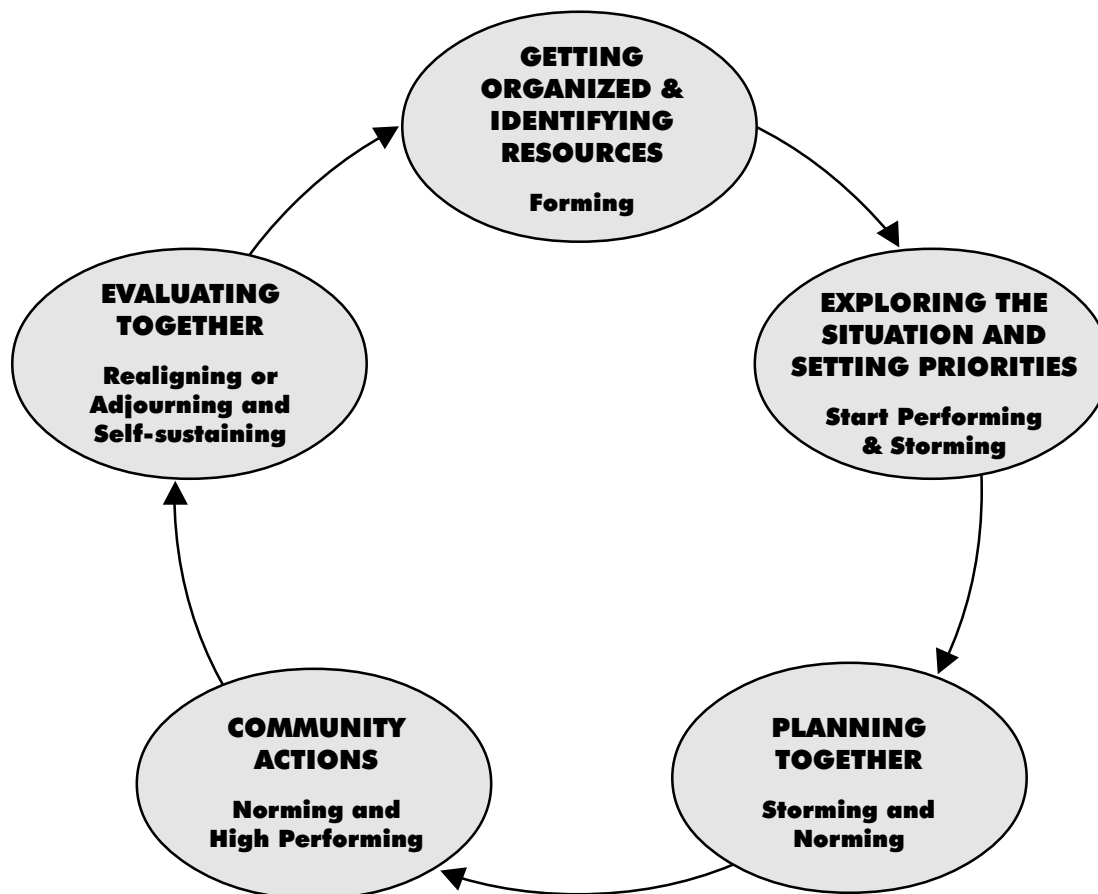 GETTING
ORGANIZED &
IDENTIFYING
RESOURCES
Forming
EXPLORING THE
SITUATION AND
SETTING PRIORITIES
Start Performing
& Storming
PLANNING
TOGETHER
Storming and
Norming
COMMUNITY
ACTIONS
Norming and
High Performing
EVALUATING
TOGETHER
Realigning or
Adjourning and
Self-sustaining